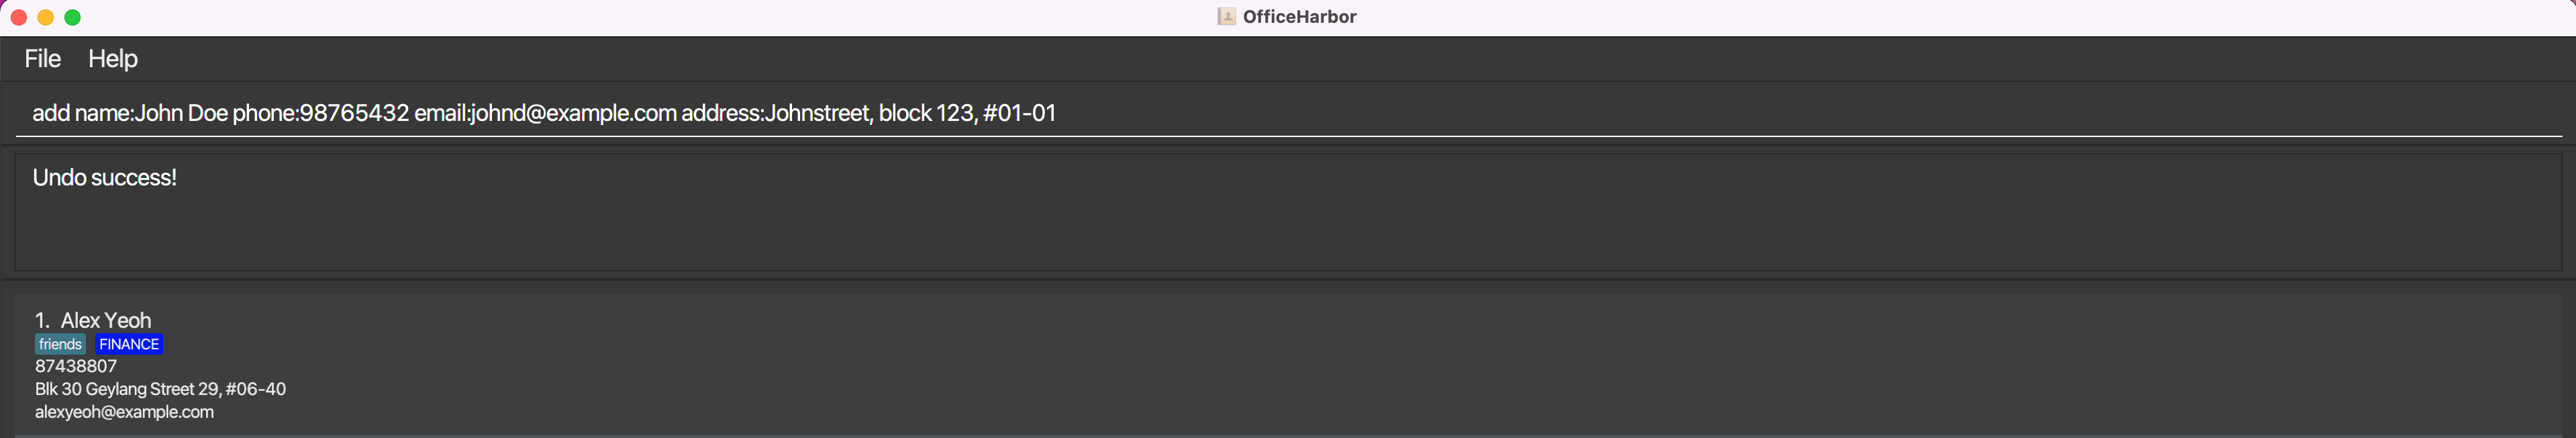 OfficeHarbor
File Help
add name:John Doe phone:98765432 email:johnd@example.com address:Johnstreet, block 123, #01-01
Undo success!
1. Alex Yeoh
friends FINANCE
87438807
Blk 30 Geylang Street 29, #06-40
alexyeoh@example.com